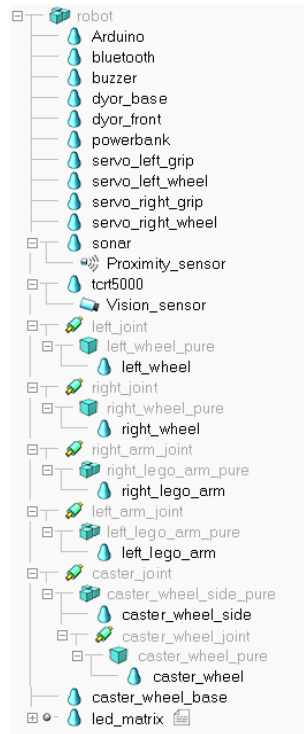 robot
Arduino
bluetooth
buzzer
dyor_base
dyor_front
powerbank
servo_left_grip
servo_left_wheel
servo_right_grip
servo_right_wheel
sonar
Proximity_sensor
tcrt5000
Vision_sensor
left_joint
left_wheel_pure
left_wheel
right_joint
right_wheel_pure
right_wheel
right_arm_joint
right_lego_arm_pure
right_lego_arm
left_arm_joint
left_lego_arm_pure
left_lego_arm
caster_joint
caster_wheel_side_pure
caster_wheel_side
caster_wheel_joint
caster_wheel_pure
caster_wheel
caster_wheel_base
led_matrix